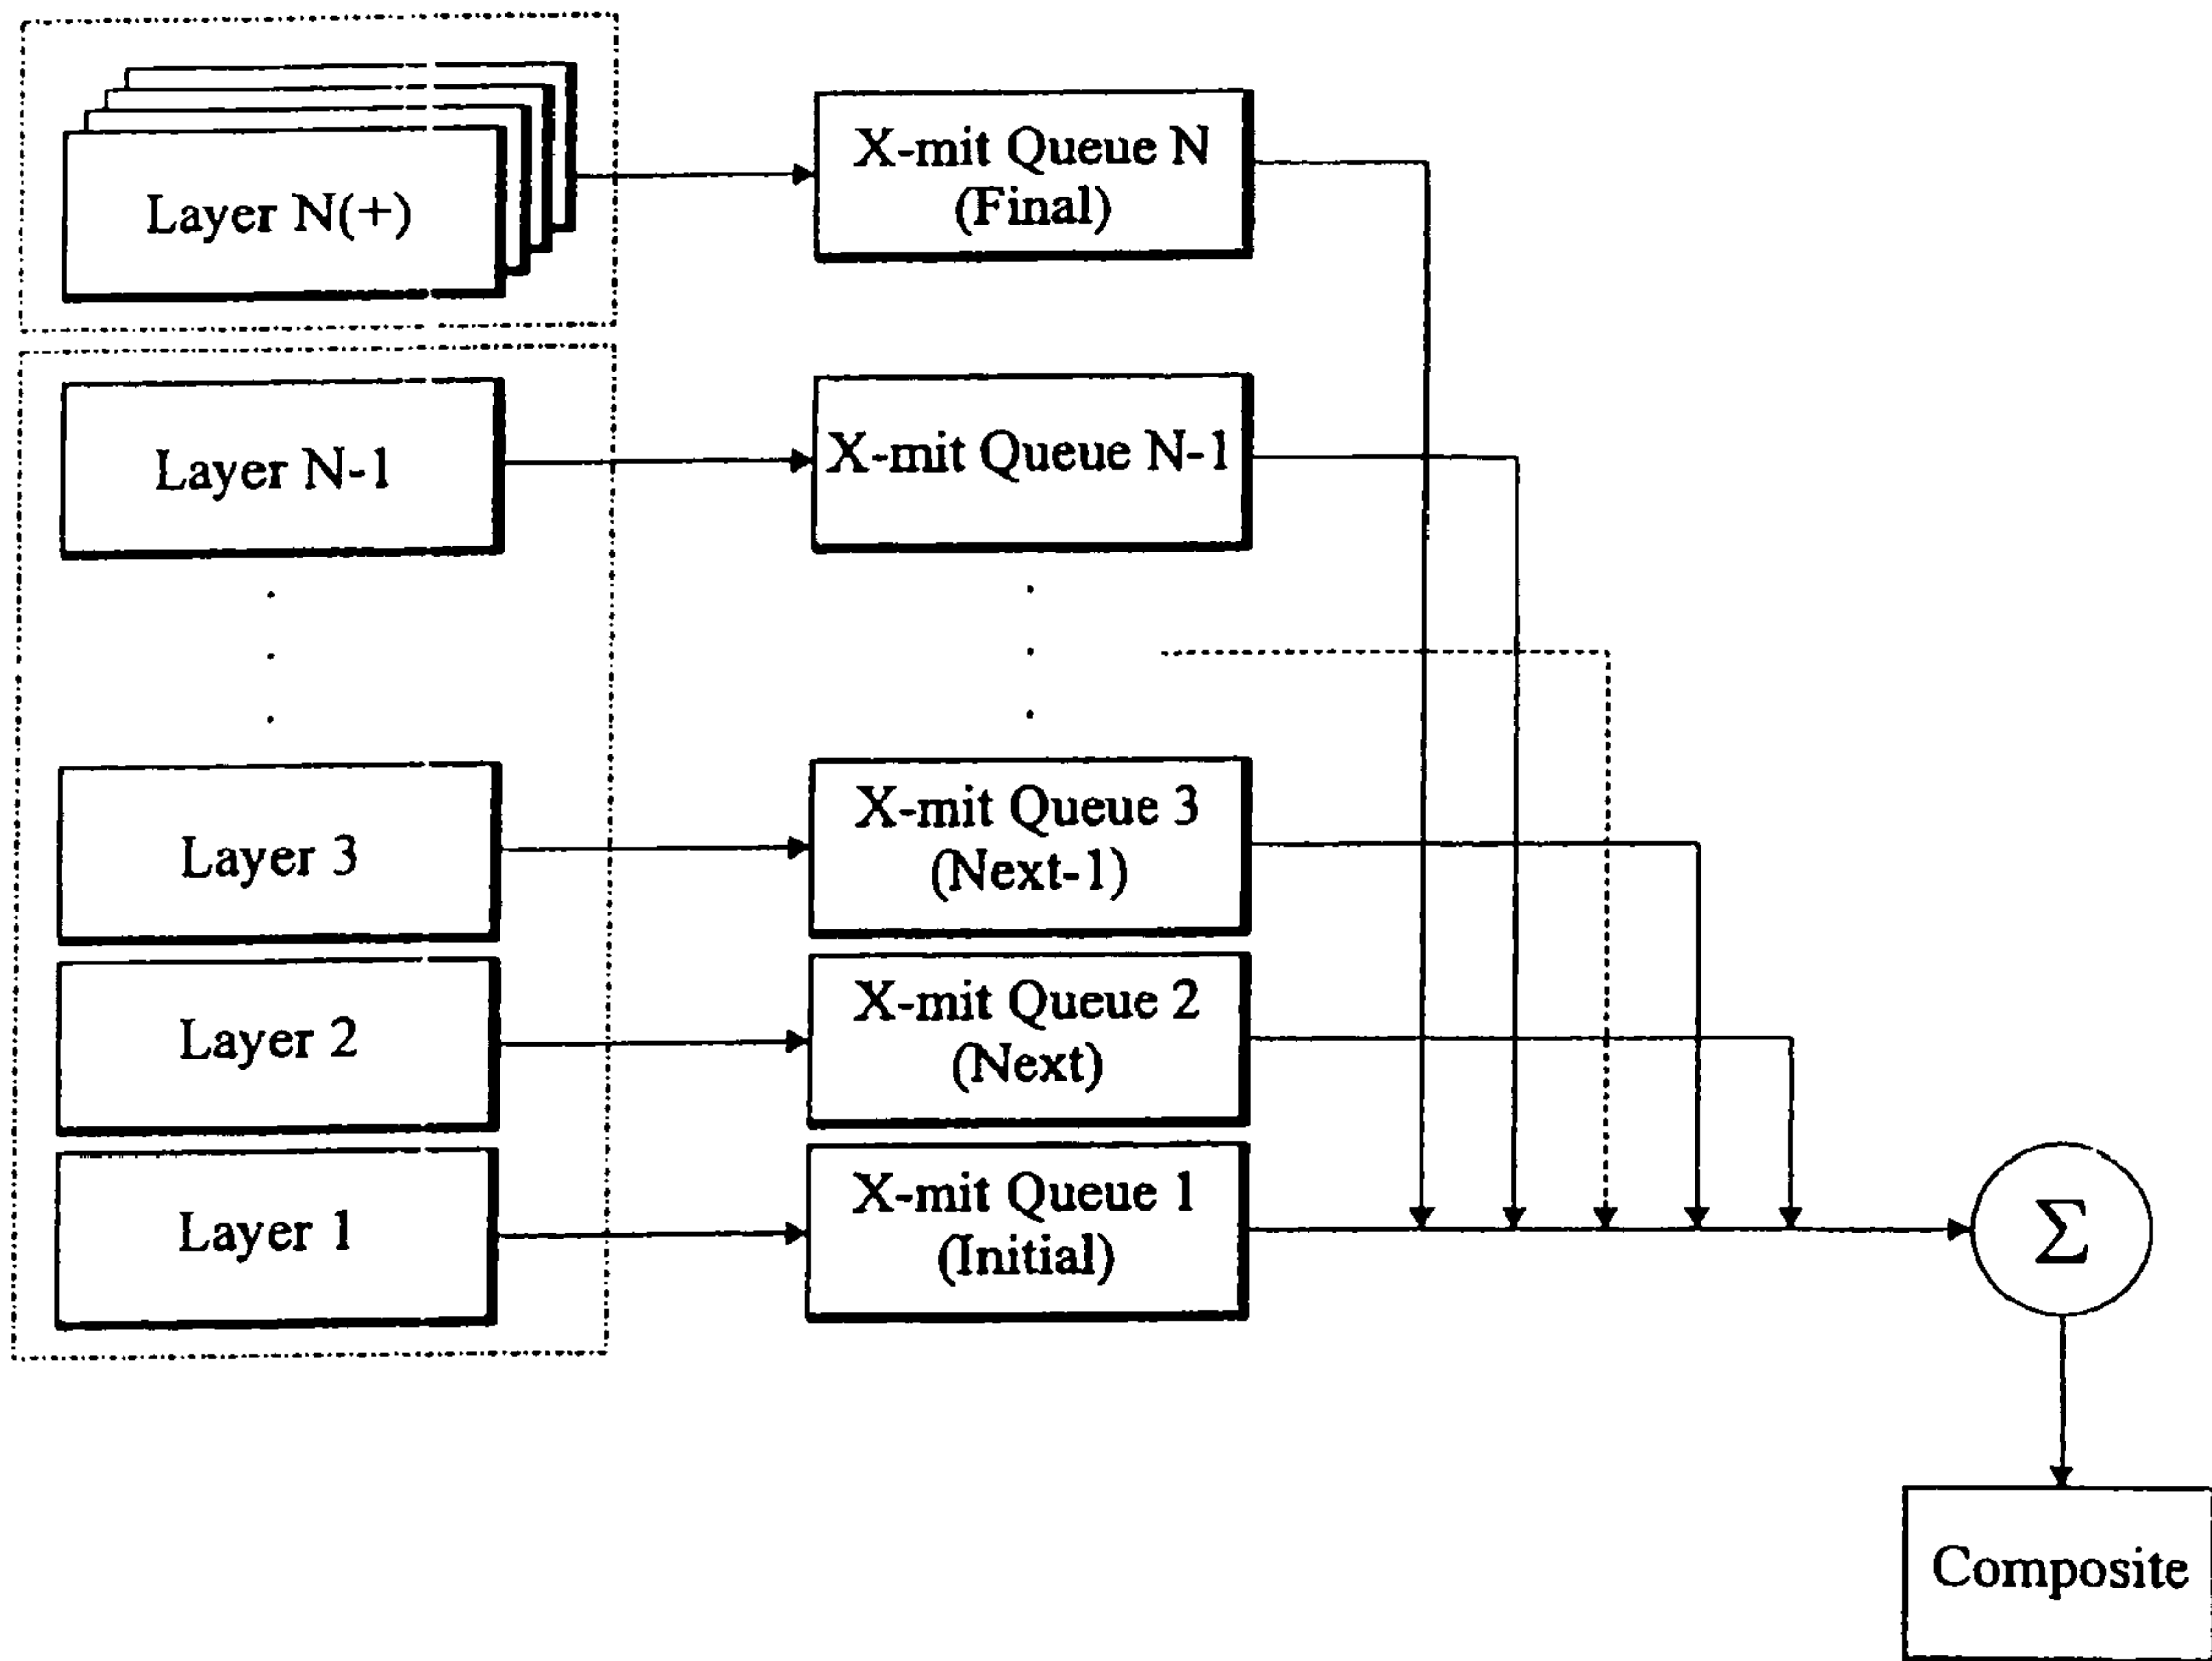 Layer N(+)
X-mit Queue N
(Final)
Layer N-1
X-mit Queue N-1
Layer 3
X-mit Queue 3
(Next-1)
Layer 2
X-mit Queue 2
(Next)
Layer 1
X-mit Queue 1
(Initial)
Σ
Composite